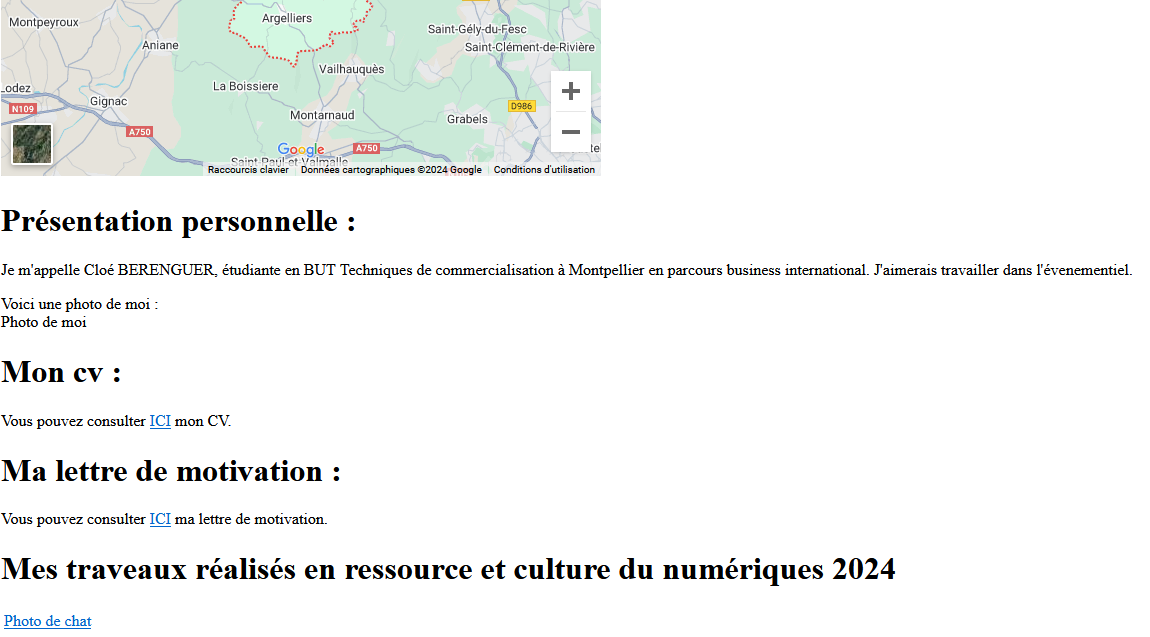 Argelliers
Montpeyroux
Saint-Gély-du-Fesc
Aniane
Saint-Clément-de-Rivière
Vailhauquès
La Boissiere
Lodez
Gignac
N109
D986
Montarnaud
Grabels
A750
Google
A750
Saint-Paul-et-Valmalle
Raccourcis clavier
Données cartographiques ©2024 Google
Conditions d'utilisation
Présentation personnelle :
Je m'appelle Cloé BERENGUER, étudiante en BUT Techniques de commercialisation à Montpellier en parcours business international. J'aimerais travailler dans l'évenementiel.
Voici une photo de moi :
Photo de moi
Mon cv :
Vous pouvez consulter ICI mon CV.
Ma lettre de motivation :
Vous pouvez consulter ICI ma lettre de motivation.
Mes traveaux réalisés en ressource et culture du numériques 2024
Photo de chat